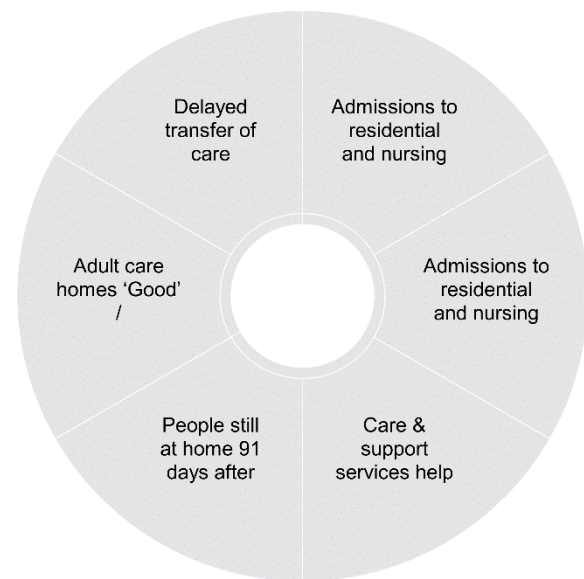 Delayed
transfer of
care
Admissions to
residential
and nursing
Adult care
homes ‘Good’
/
Admissions to
residential
and nursing
People still
at home 91
days after
Care &
support
services help